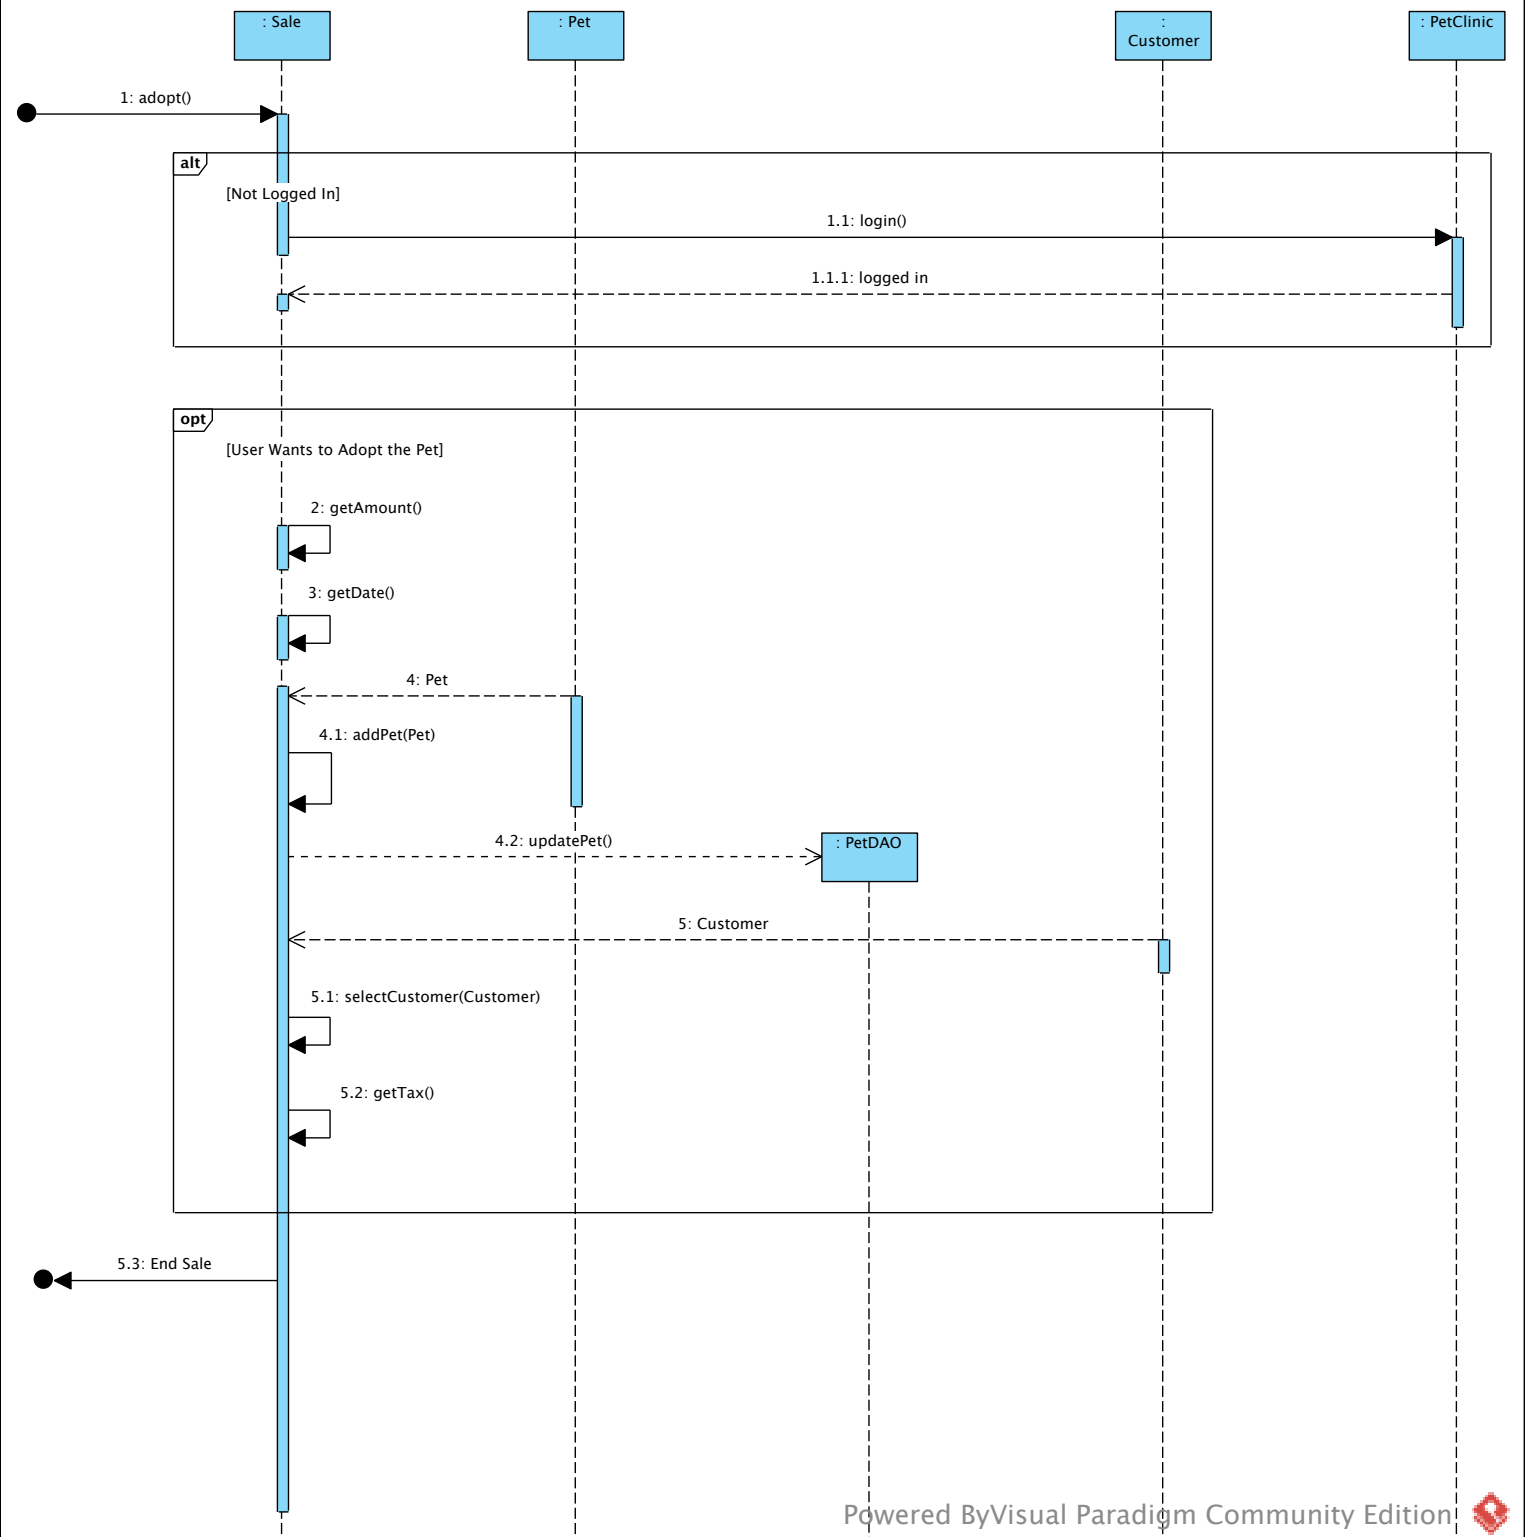 : Sale
: Pet
:
Customer
: PetClinic
1: adopt()
alt
[Not Logged In]
1.1: login()
1.1.1: logged in
opt
[User Wants to Adopt the Pet]
2: getAmount()
3: getDate()
4: Pet
4.1: addPet(Pet)
4.2: updatePet()
: PetDAO
5: Customer
5.1: selectCustomer(Customer)
5.2: getTax()
5.3: End Sale
Powered ByVisual Paradigm Community Edition